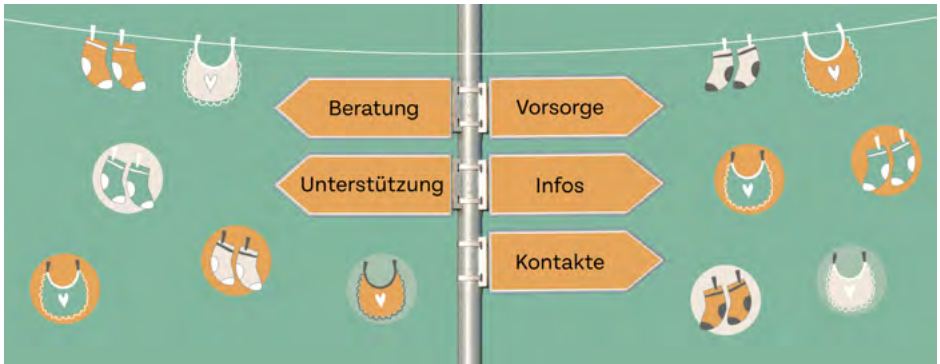 Beratung
Vorsorge
Unterstützung
Infos
Kontakte